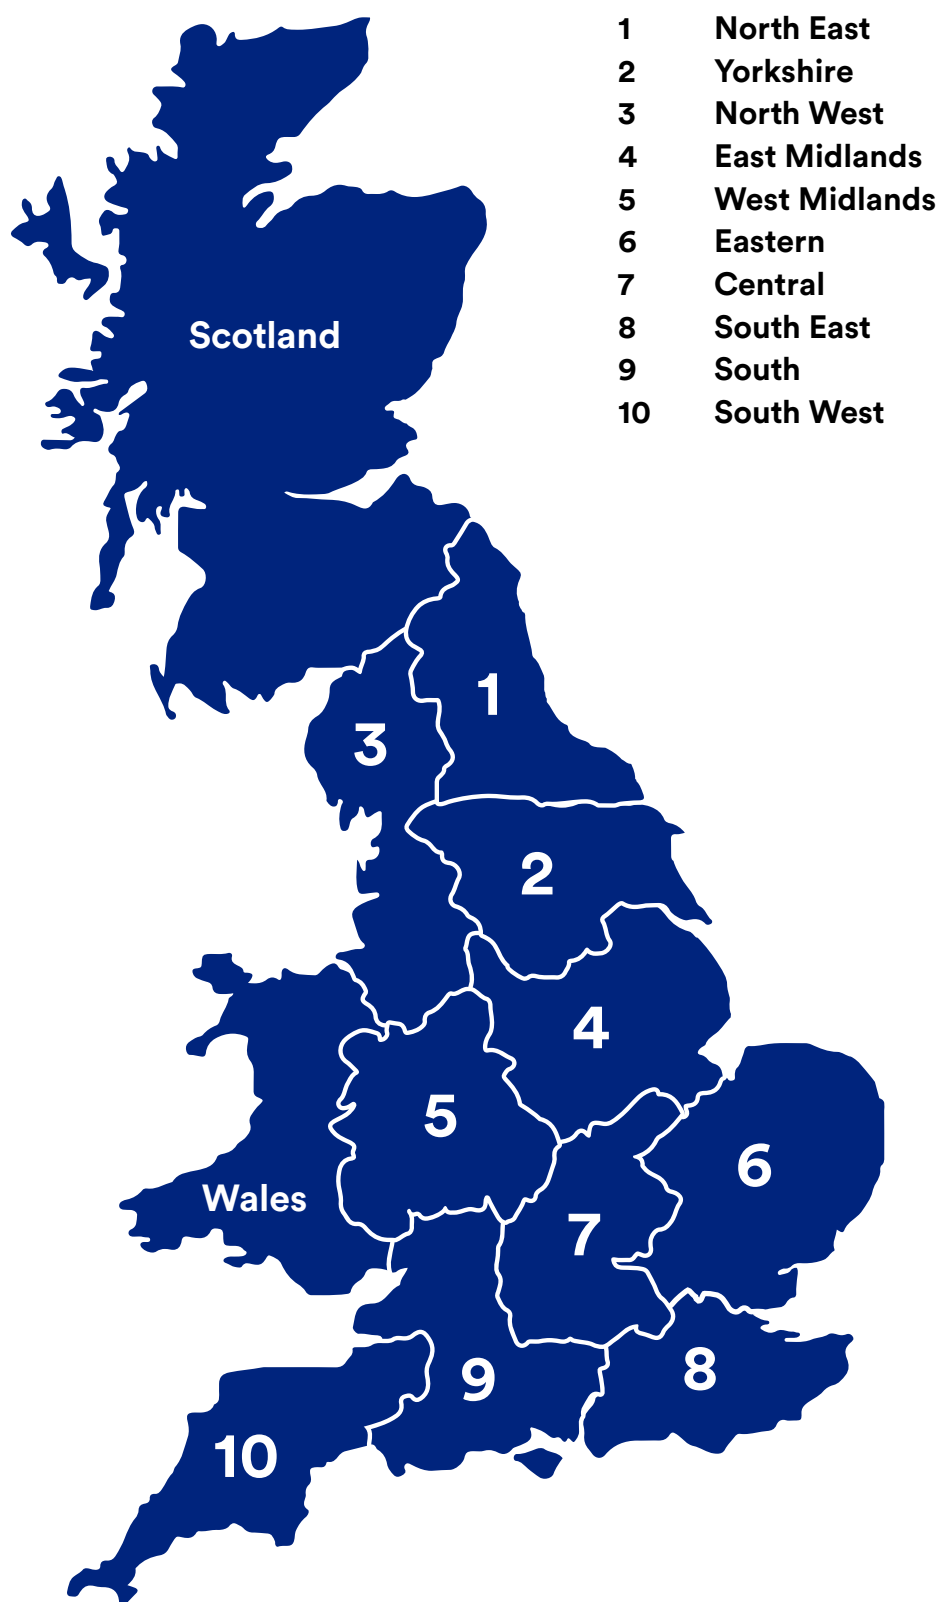 1 North East
2 Yorkshire
3 North West
4 East Midlands
5 West Midlands
6 Eastern
7 Central
8 South East
9 South
10 South West
Scotland
1
3
2
4
5
6
Wales
7
8
9
10